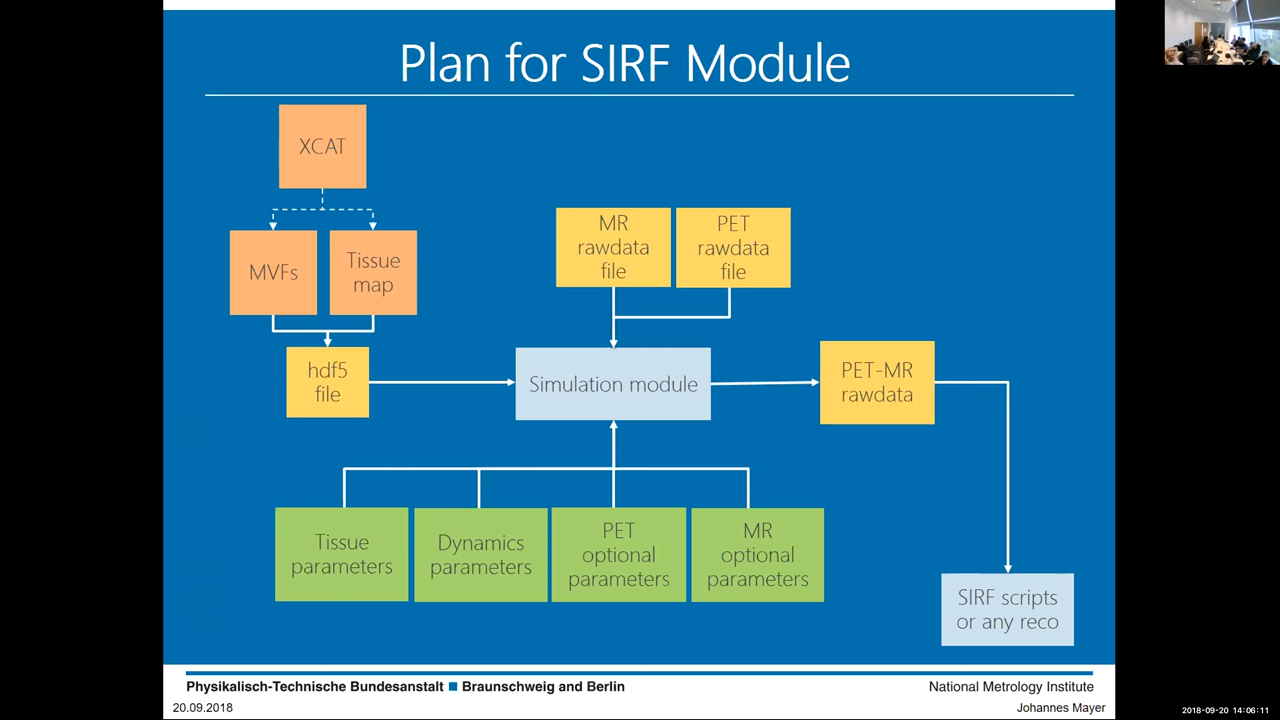 Plan for SIRF Module
XCAT
MVFs
Tissue
map
hdf5
file
MR
rawdata
file
PET
rawdata
file
Simulation module
PET-MR
rawdata
Tissue
parameters
Dynamics
parameters
PET
optional
parameters
MR
optional
parameters
SIRF scripts
or any reco
Physikalisch-Technische Bundesanstalt ■ Braunschweig and Berlin
National Metrology Institute
20.09.2018
Johannes Mayer
2018-09-20 14:06:11